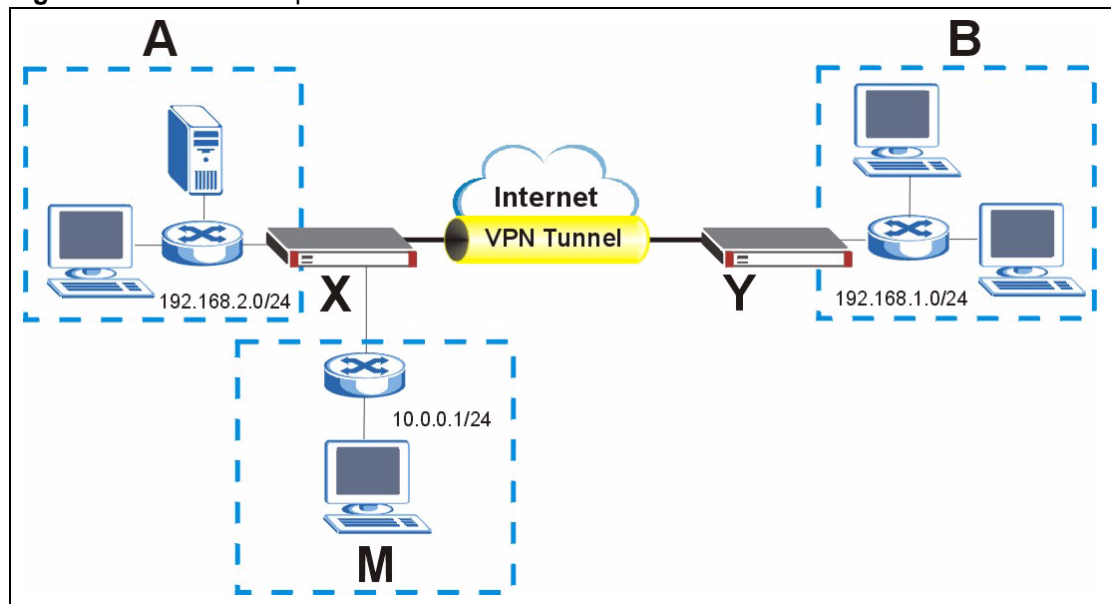 A
B
Internet
VPN Tunnel
X
Y
192.168.2.0/24
192.168.1.0/24
10.0.0.1/24
M